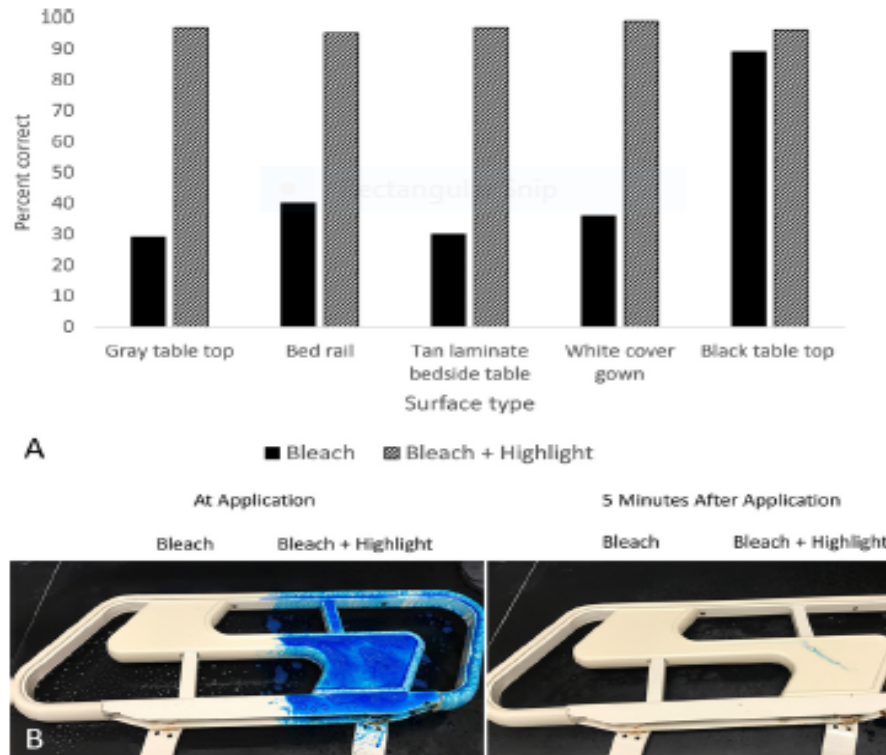 100
90
80
70
60
50
40
30
20
10
0
Percent correct
Rectangular Snip
Gray table top
Bed rail
Tan laminate
bedside table
White cover
gown
Black table top
Surface type
A
Bleach
Bleach + Highlight
At Application
5 Minutes After Application
Bleach
Bleach + Highlight
Bleach
Bleach + Highlight
B